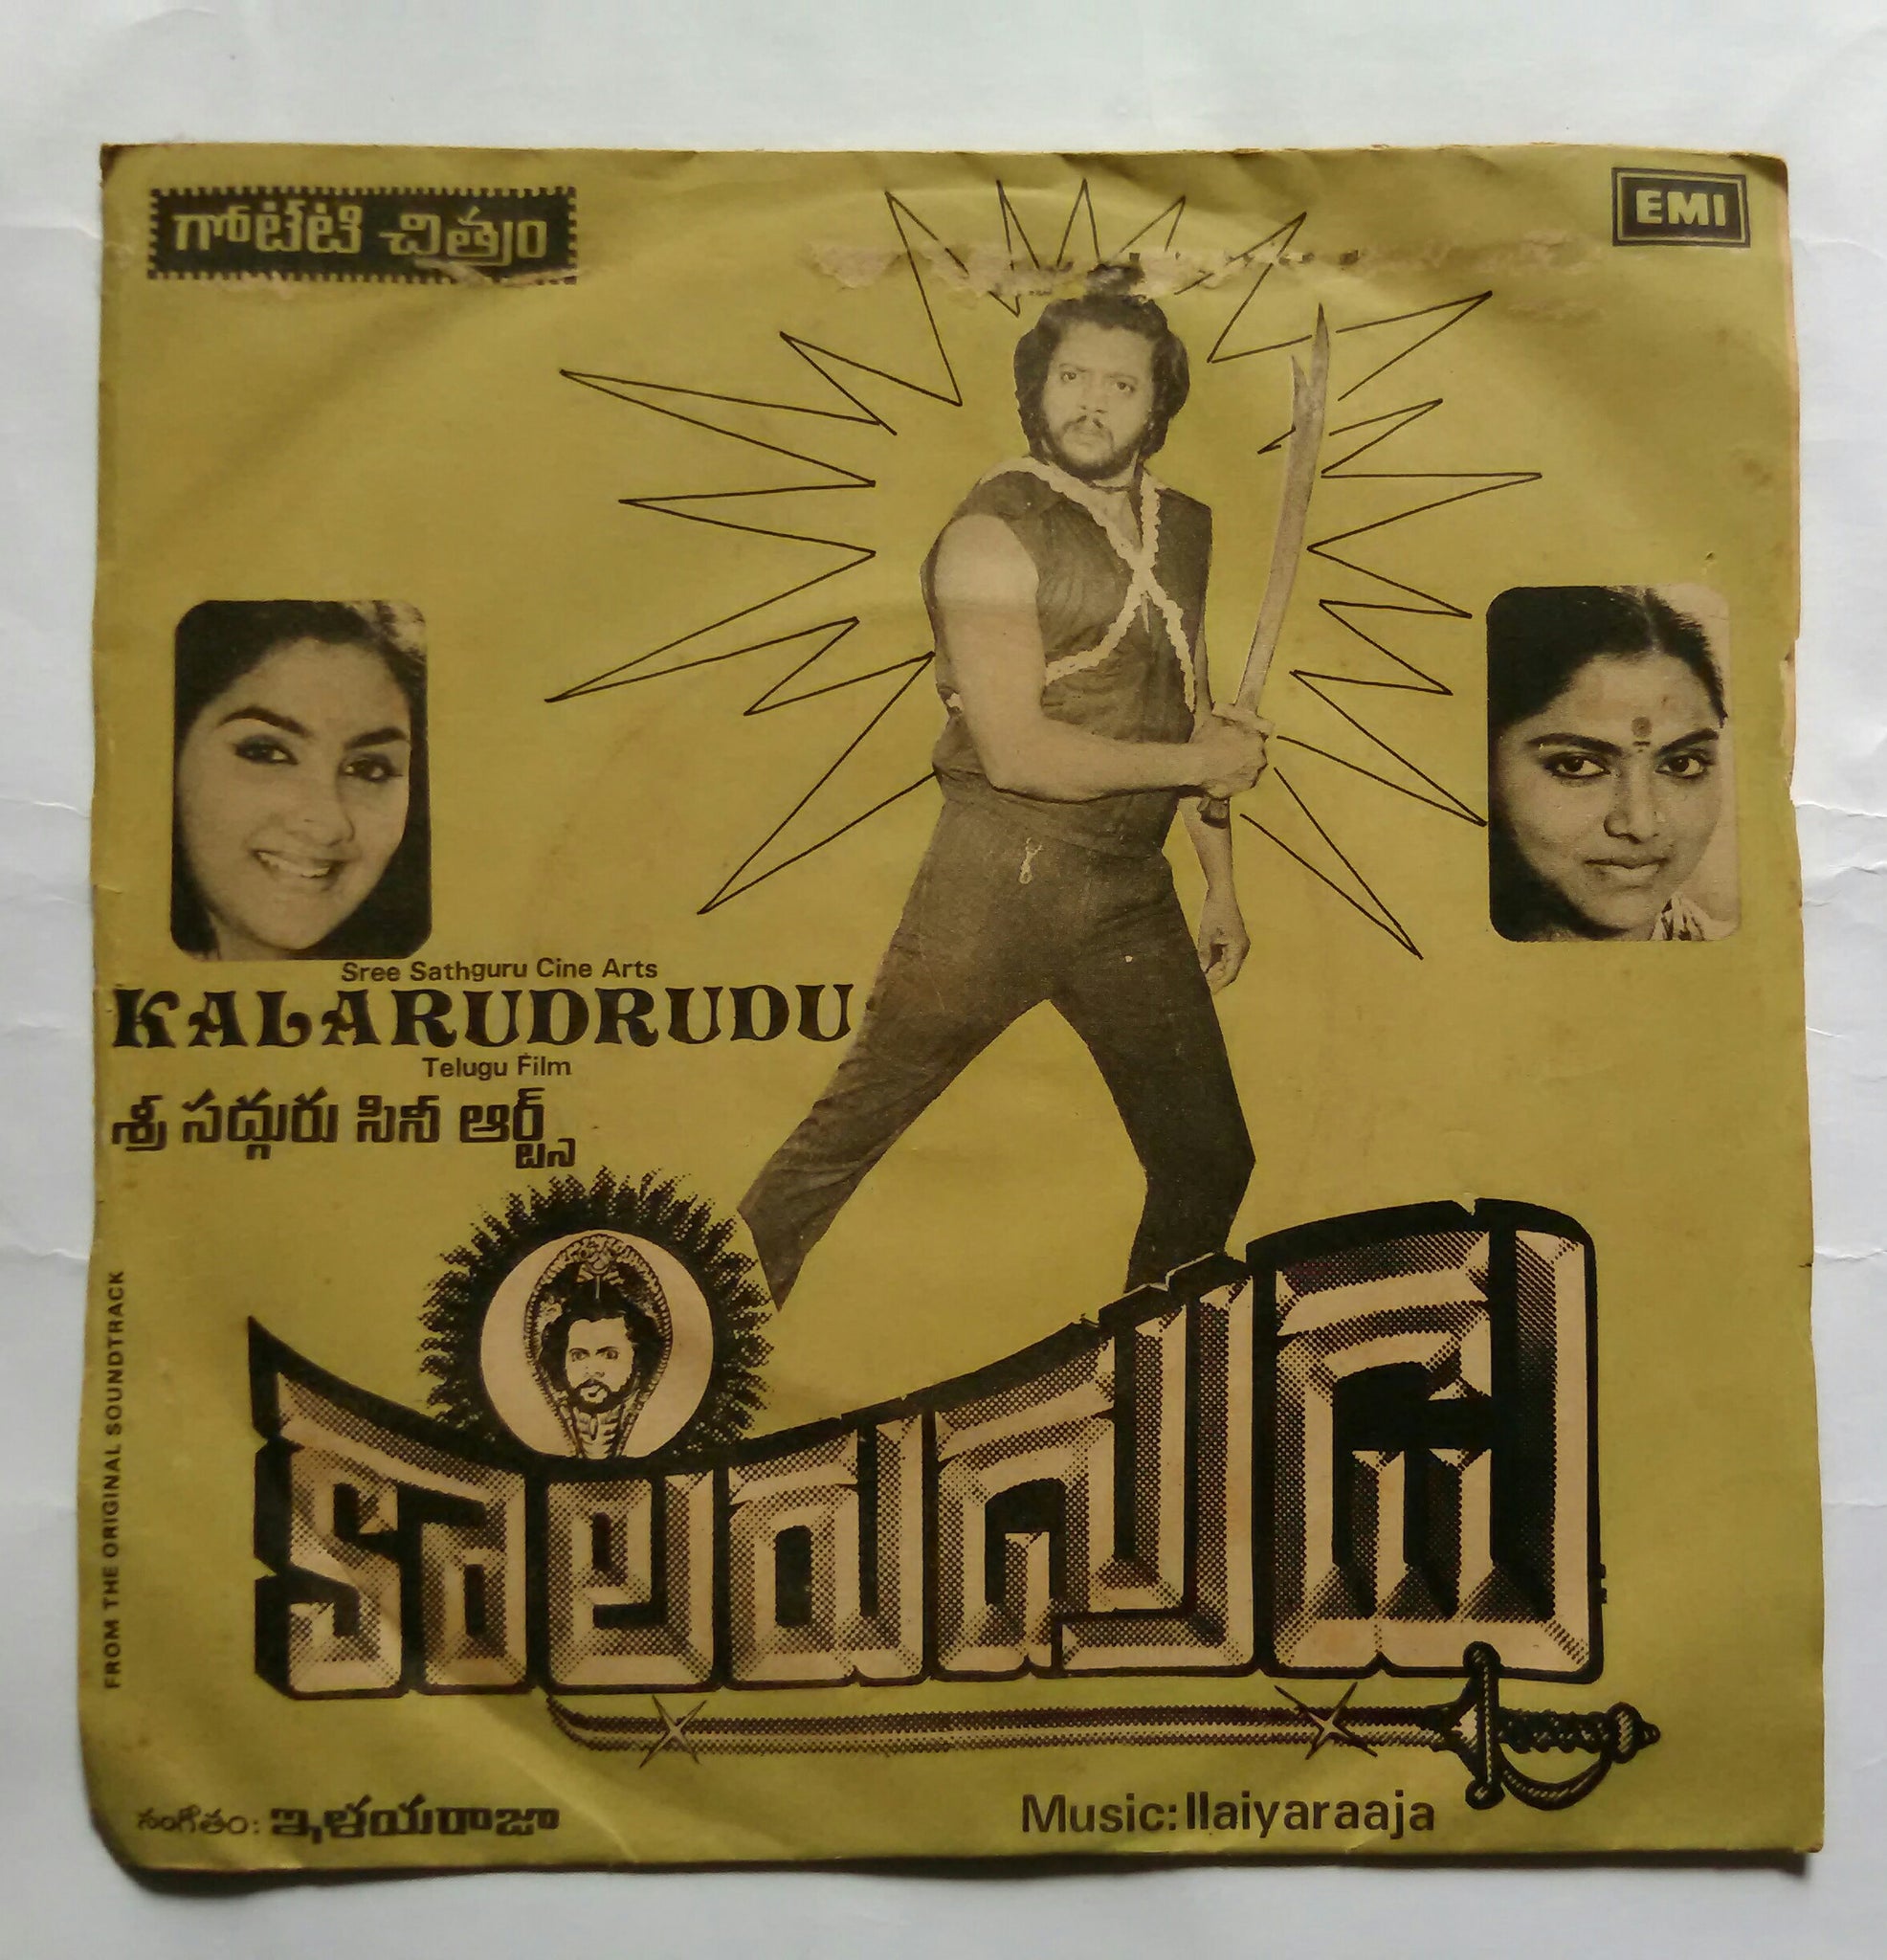 గోటేటి చిత్రం
EMI
Sree Sathguru Cine Arts
KALARUDRUDU
Telugu Film
శ్రీ సద్గురు సినీ ఆర్ట్స్
FROM THE ORIGINAL SOUNDTRACK
కాలరుద్రుడు
సంగీతం: ఇళయరాజా
Music: Ilaiyaraaja